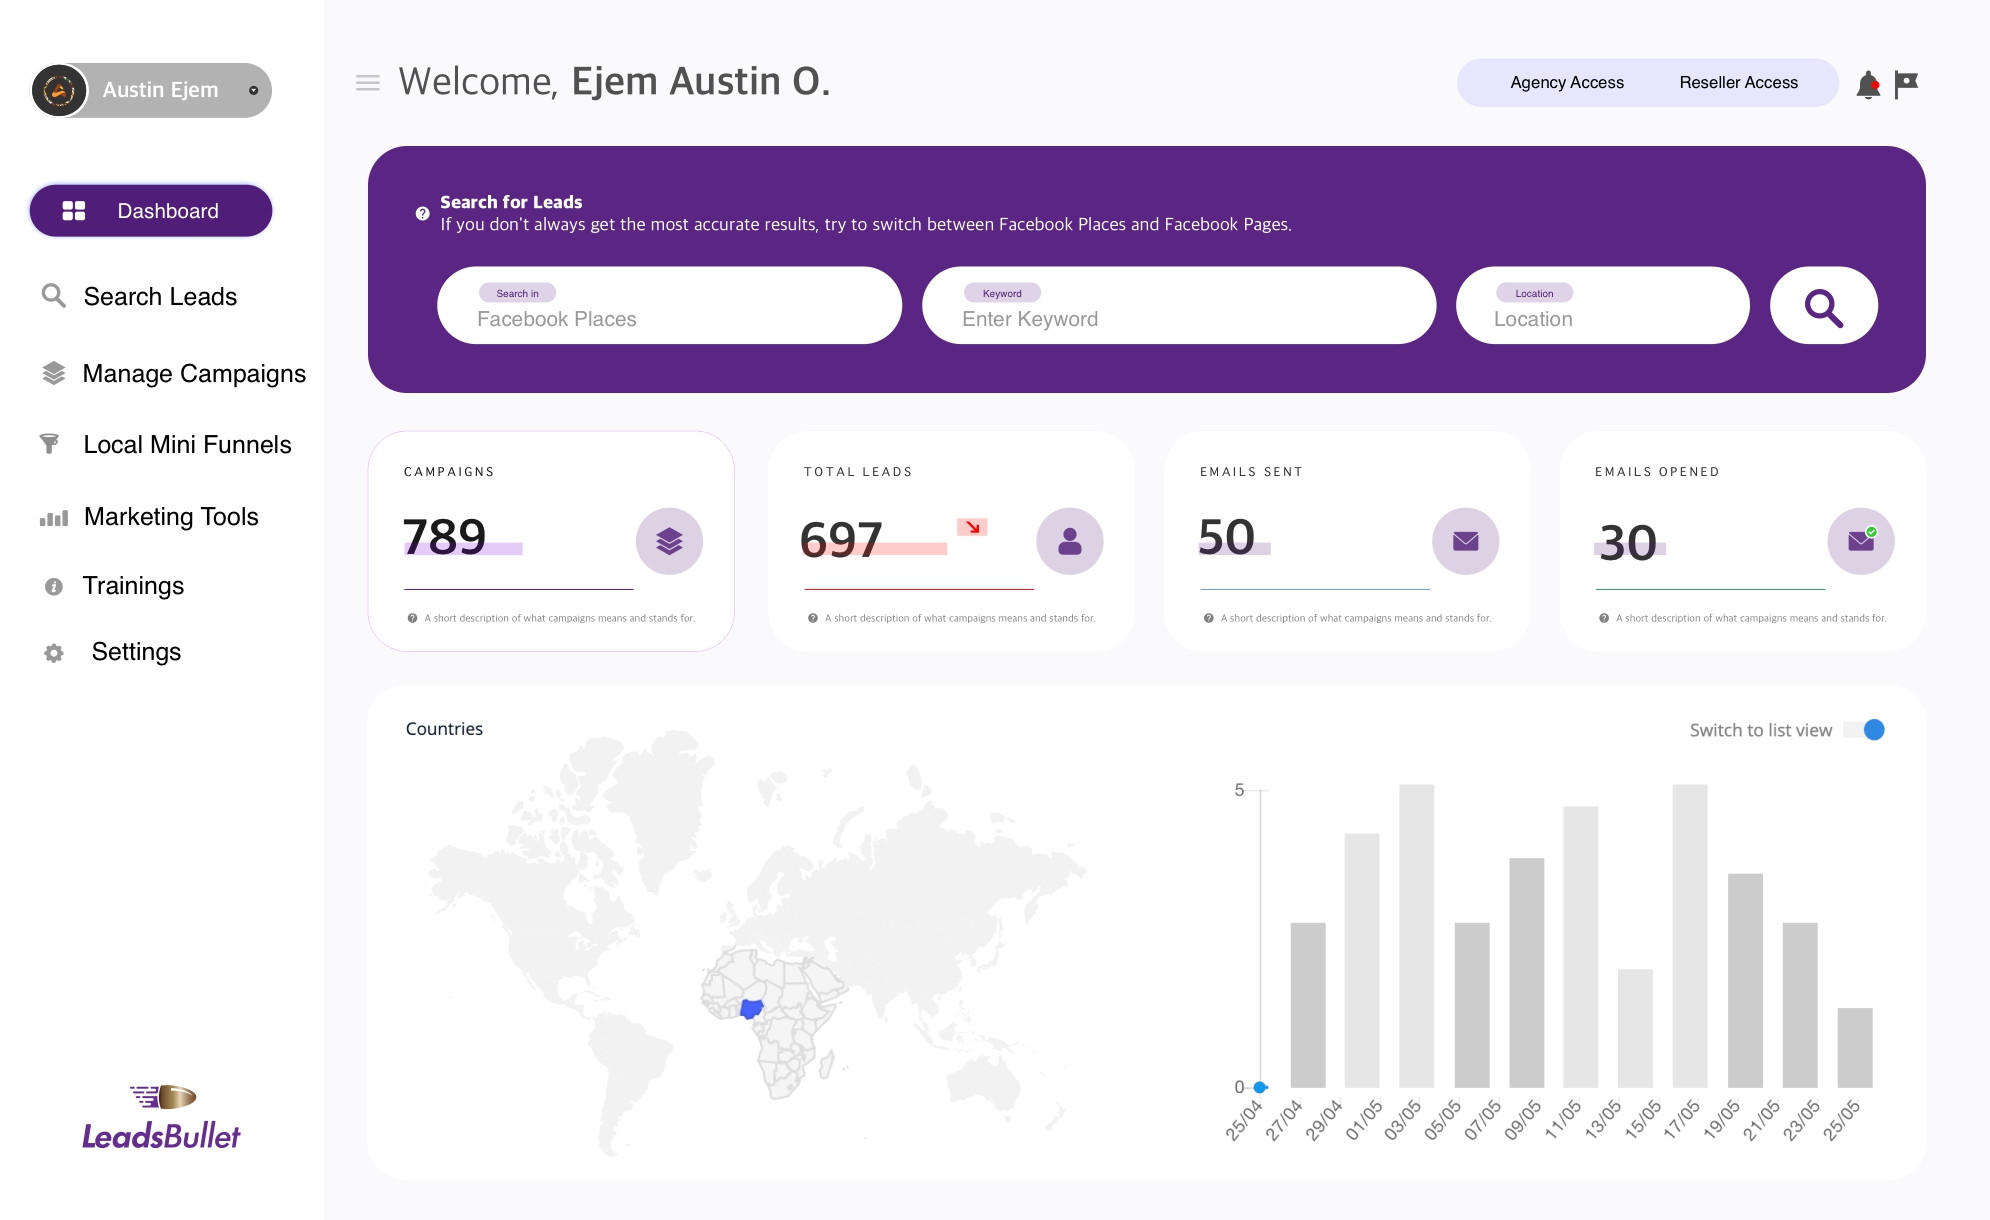 Austin Ejem
Dashboard
Search Leads
Manage Campaigns
Local Mini Funnels
Marketing Tools
Trainings
Settings
LeadsBullet
Welcome, Ejem Austin O.
Agency Access
Reseller Access
Search for Leads
If you don't always get the most accurate results, try to switch between Facebook Places and Facebook Pages.
Search in
Facebook Places
Keyword
Enter Keyword
Location
Location
CAMPAIGNS
789
A short description of what campaigns means and stands for.
TOTAL LEADS
697
A short description of what campaigns means and stands for.
EMAILS SENT
50
A short description of what campaigns means and stands for.
EMAILS OPENED
30
A short description of what campaigns means and stands for.
Countries
Switch to list view
5
0
25/04
27/04
29/04
01/05
03/05
05/05
07/05
09/05
11/05
13/05
15/05
17/05
19/05
21/05
23/05
25/05